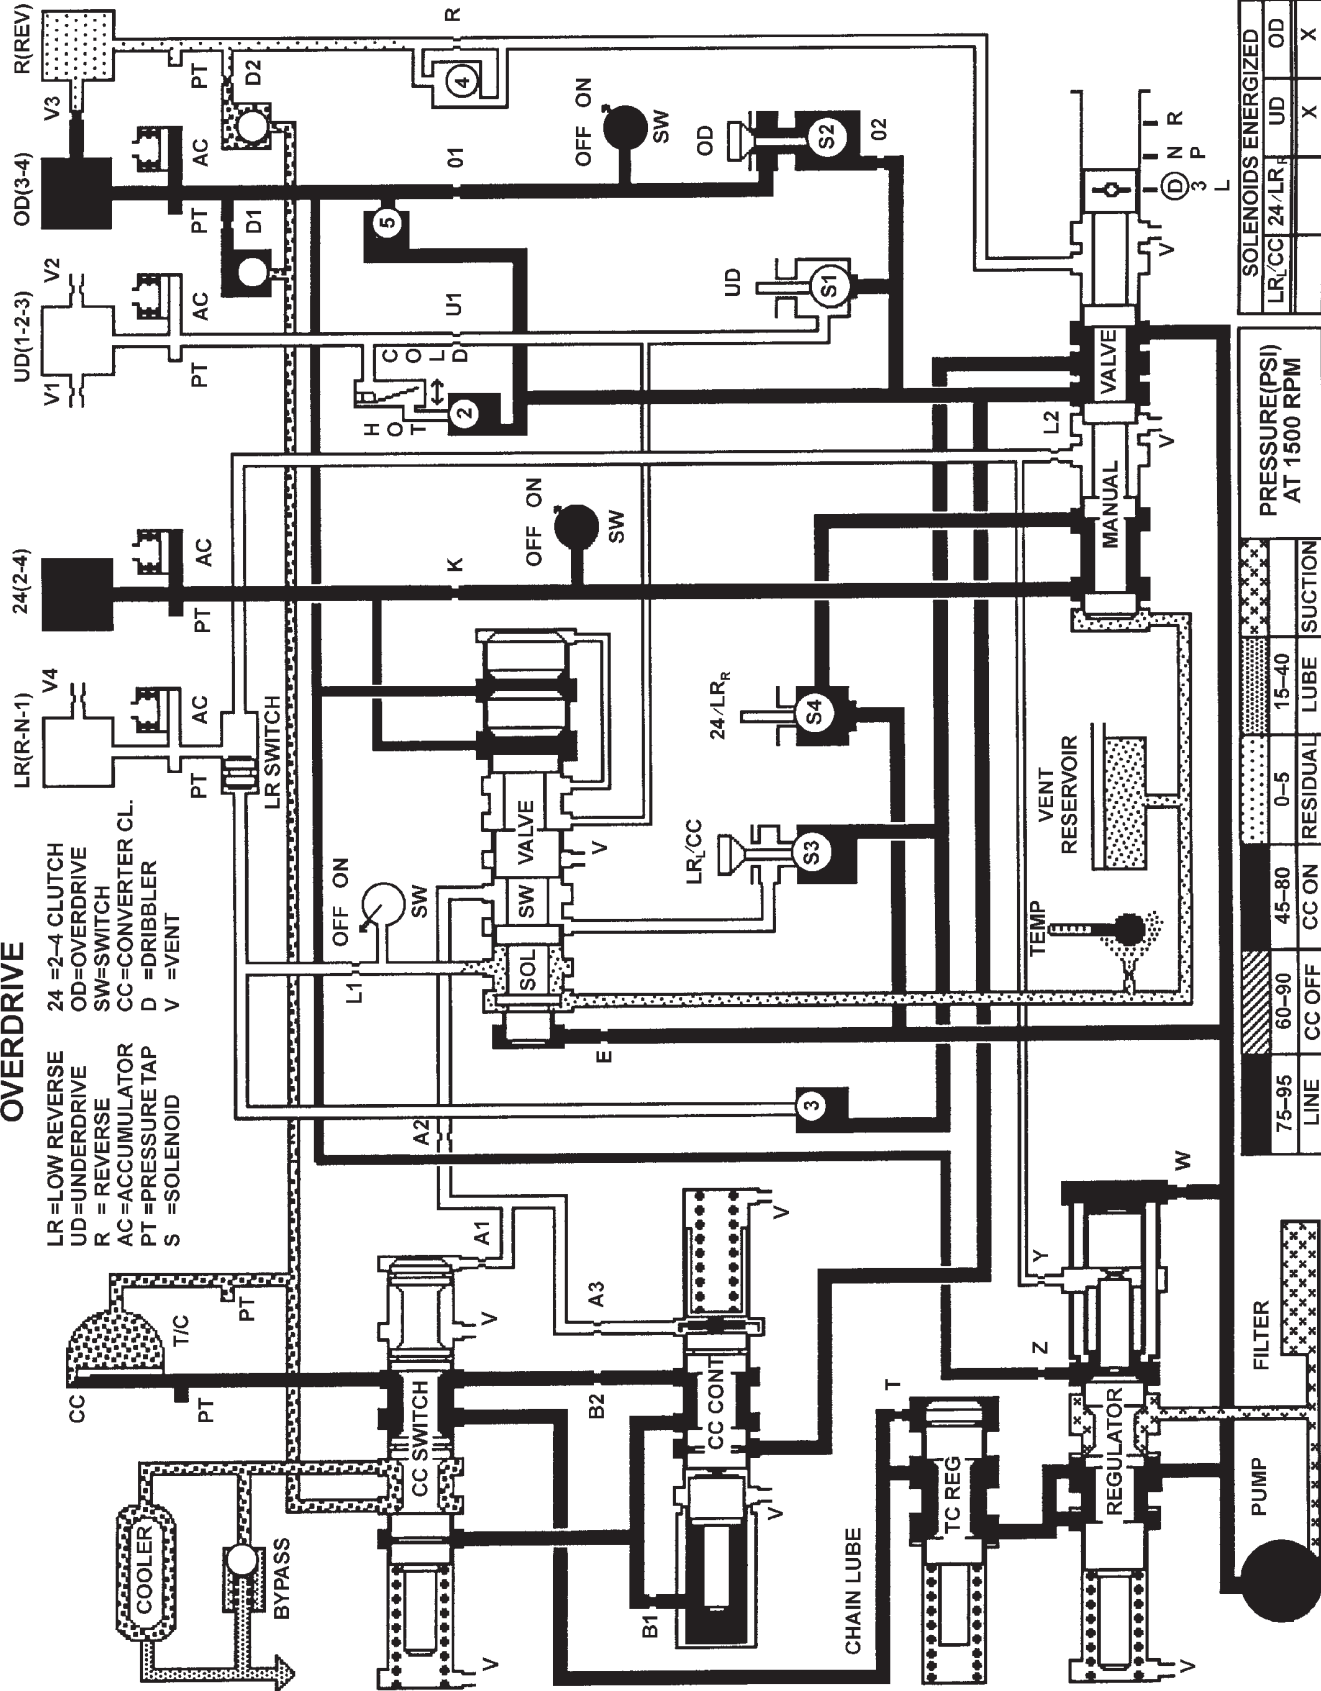 OVERDRIVE
LR =LOW REVERSE
UD=UNDERDRIVE
R = REVERSE
AC =ACCUMULATOR
PT =PRESSURE TAP
S =SOLENOID
24 =2–4 CLUTCH
OD=OVERDRIVE
SW=SWITCH
CC=CONVERTER CL.
D =DRIBBLER
V =VENT
LR(R-N-1)
V4
24(2-4)
UD(1-2-3)
V1
V2
OD(3-4)
V3
R(REV)
PT
AC
PT
AC
PT
AC
PT
AC
PT
D1
D2
LR SWITCH
COOLER
BYPASS
CC
T/C
PT
PT
CC SWITCH
V
V
A1
A2
A3
B1
B2
CC CONT
V
V
L1
OFF ON
SW
SOL
SW
VALVE
V
E
K
OFF ON
SW
HOT
COLD
U1
2
5
O1
OFF ON
SW
R
4
OD
S2
O2
UD
S1
LRL/CC
S3
24/LRR
S4
3
L2
MANUAL
VALVE
V
V
D
N
R
3
P
L
TEMP
VENT
RESERVOIR
CHAIN LUBE
T
TC REG
Z
Y
W
REGULATOR
V
PUMP
FILTER
PRESSURE(PSI)
AT 1500 RPM
75–95
60–90
45–80
0–5
15–40
LINE
CC OFF
CC ON
RESIDUAL
LUBE
SUCTION
SOLENOIDS ENERGIZED
LRL/CC
24/LRR
UD
OD
X
X